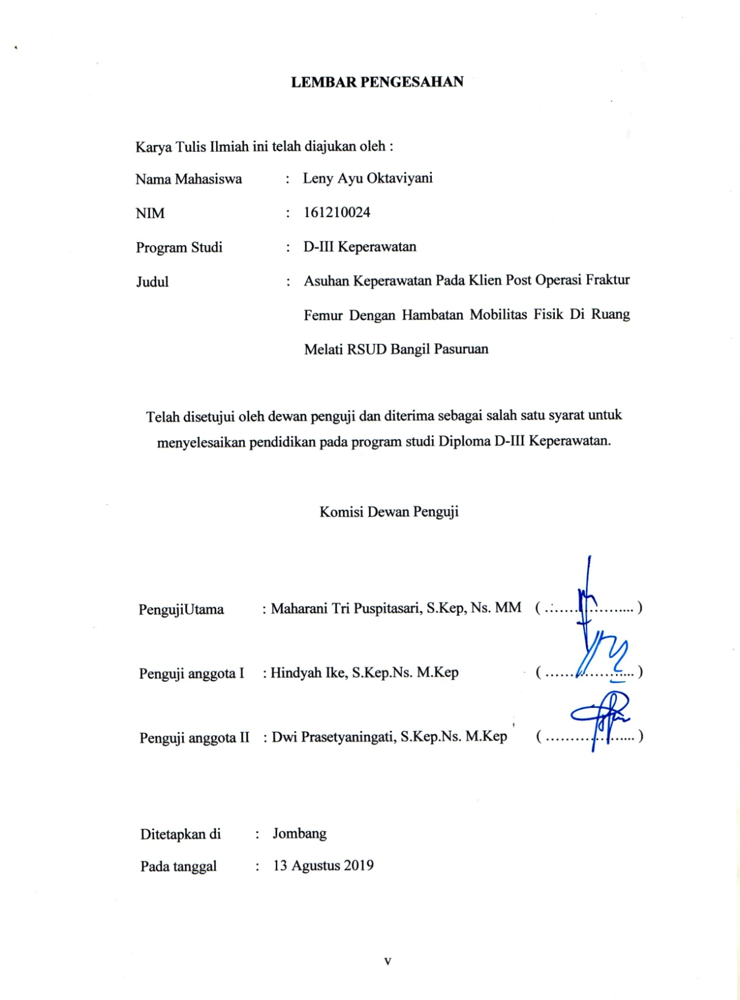 LEMBAR PENGESAHAN
Karya Tulis Ilmiah ini telah diajukan oleh :
Nama Mahasiswa : Leny Ayu Oktaviyani
NIM : 161210024
Program Studi : D-III Keperawatan
Judul : Asuhan Keperawatan Pada Klien Post Operasi Fraktur
Femur Dengan Hambatan Mobilitas Fisik Di Ruang
Melati RSUD Bangil Pasuruan
Telah disetujui oleh dewan penguji dan diterima sebagai salah satu syarat untuk
menyelesaikan pendidikan pada program studi Diploma D-III Keperawatan.
Komisi Dewan Penguji
PengujiUtama : Maharani Tri Puspitasari, S.Kep, Ns. MM ( .................... )
Penguji anggota I : Hindyah Ike, S.Kep.Ns. M.Kep ( .................... )
Penguji anggota II : Dwi Prasetyaningati, S.Kep.Ns. M.Kep ( .................... )
Ditetapkan di : Jombang
Pada tanggal : 13 Agustus 2019
v